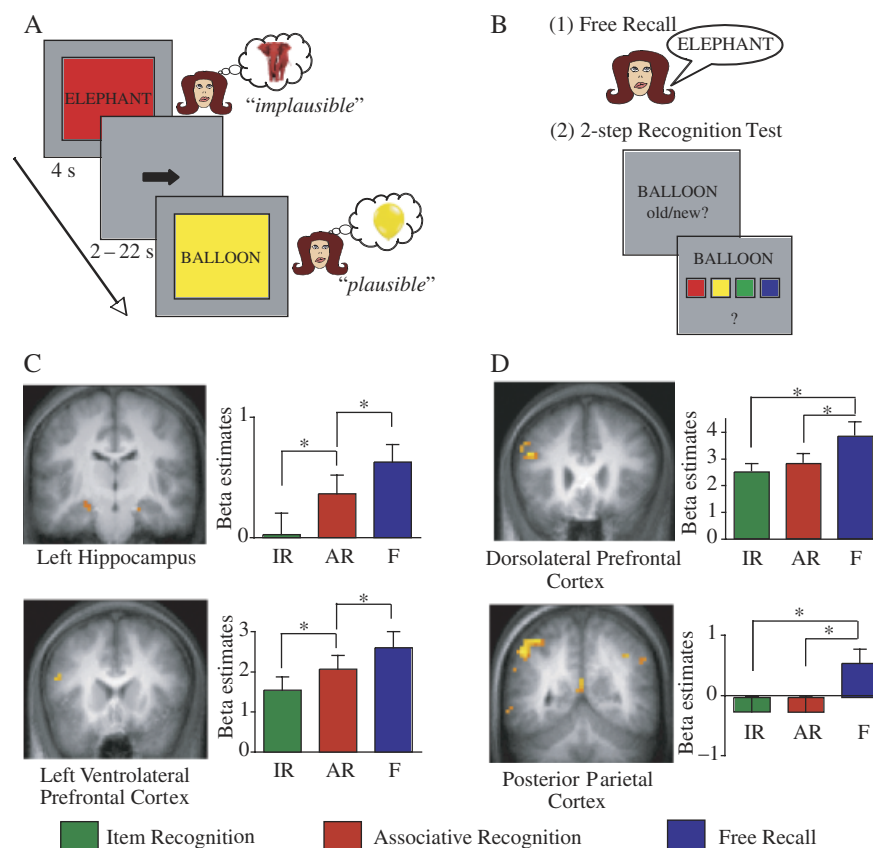 A
ELEPHANT
"implausible"
4 s
2 – 22 s
BALLOON
"plausible"
B
(1) Free Recall
ELEPHANT
(2) 2-step Recognition Test
BALLOON
old/new?
BALLOON
?
C
Left Hippocampus
Beta estimates
1
0
*
*
IR AR F
Left Ventrolateral
Prefrontal Cortex
Beta estimates
3
2
1
0
*
*
IR AR F
D
Dorsolateral Prefrontal
Cortex
Beta estimates
4
3
2
1
0
*
*
IR AR F
Posterior Parietal
Cortex
Beta estimates
1
0
−1
*
*
IR AR F
Item Recognition
Associative Recognition
Free Recall